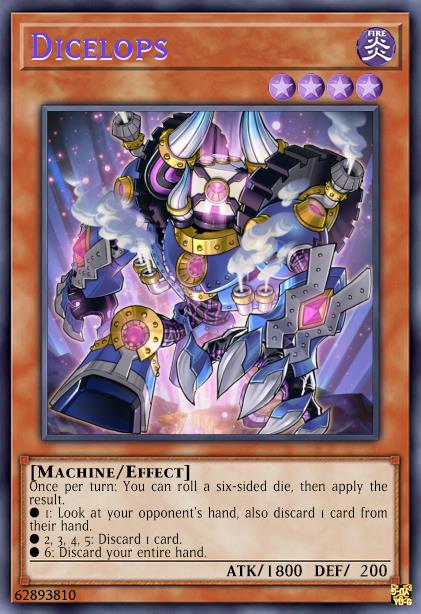 Dicelops
FIRE
炎
[Machine/Effect]
Once per turn: You can roll a six-sided die, then apply the
result.
● 1: Look at your opponent's hand, also discard 1 card from
their hand.
● 2, 3, 4, 5: Discard 1 card.
● 6: Discard your entire hand.
ATK/1800 DEF/ 200
62893810